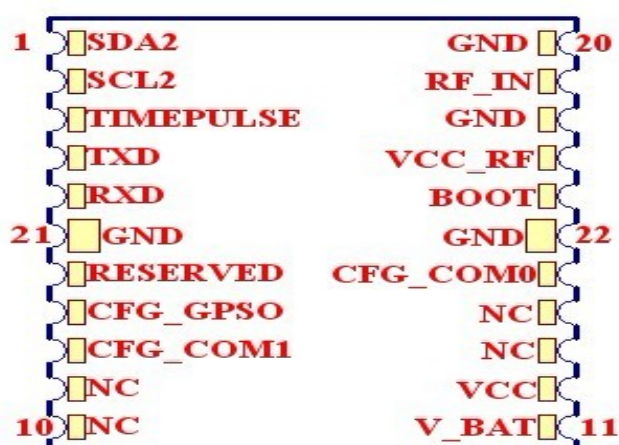 1 SDA2 GND 20
SCL2 RF_IN
TIMEPULSE GND
TXD VCC_RF
RXD BOOT
21 GND GND 22
RESERVED CFG_COM0
CFG_GPSO NC
CFG_COM1 NC
NC VCC
10 NC V_BAT 11